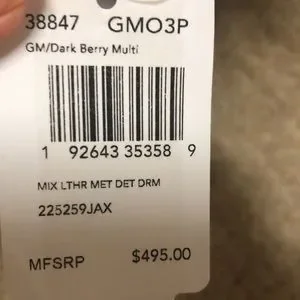 38847 GMO3P
GM/Dark Berry Multi
1 92643 35358 9
MIX LTHR MET DET DRM
225259JAX
MFSRP $495.00